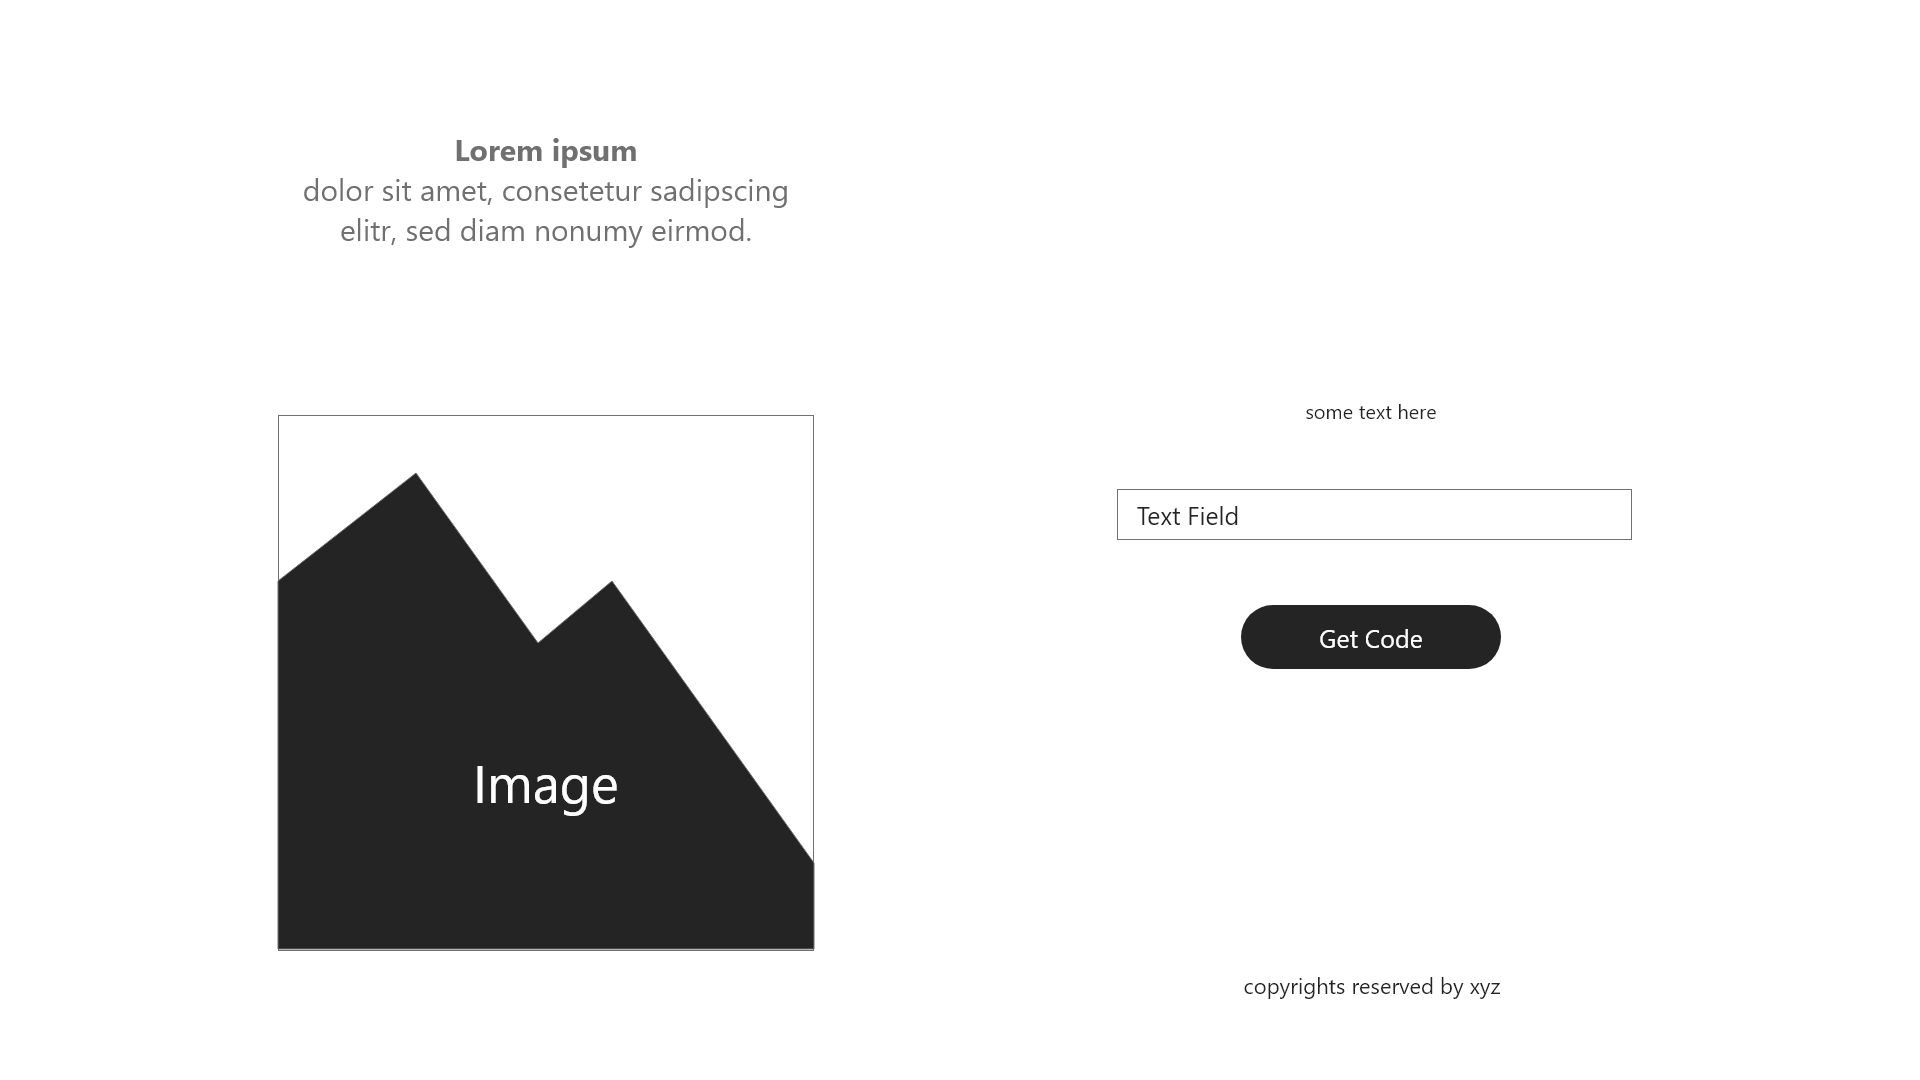 Lorem ipsum
dolor sit amet, consetetur sadipscing
elitr, sed diam nonumy eirmod.
Image
some text here
Text Field
Get Code
copyrights reserved by xyz